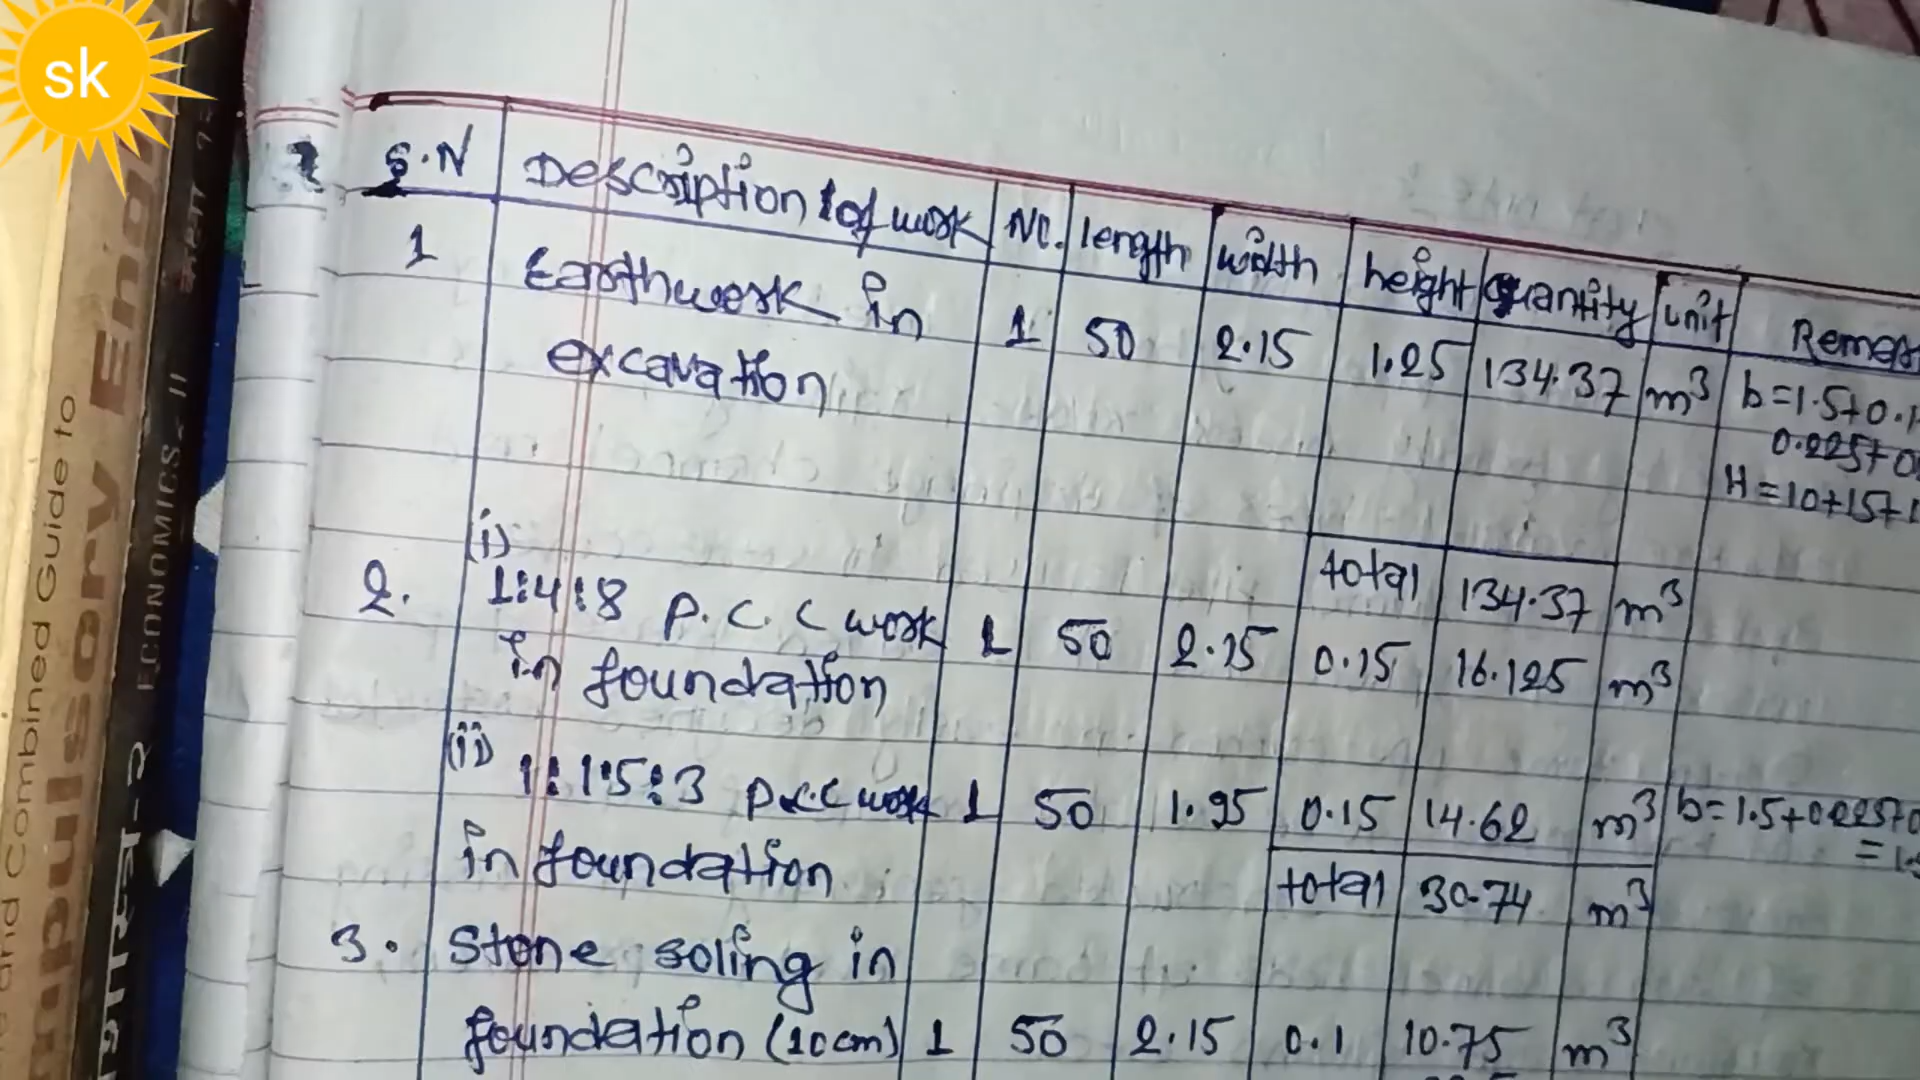 sk
S.N Description of work No. length width height quantity unit
1 Earthwork in 1 50 2.15 1.25 134.37 m³ b=1.5+0.1
excavation 0.225+0
H=10+15+1
total 134.37 m³
(i)
2. 1:4:8 P.C.C work 1 50 2.15 0.15 16.125 m³
in foundation
(ii) 1:1.5:3 P.C.C work 1 50 1.95 0.15 14.62 m³ b=1.5+0.225+0
in foundation
total 30.74 m³
3. Stone soling in
foundation (10cm) 1 50 2.15 0.1 10.75 m³
and Combined Guide to
ECONOMICS-II